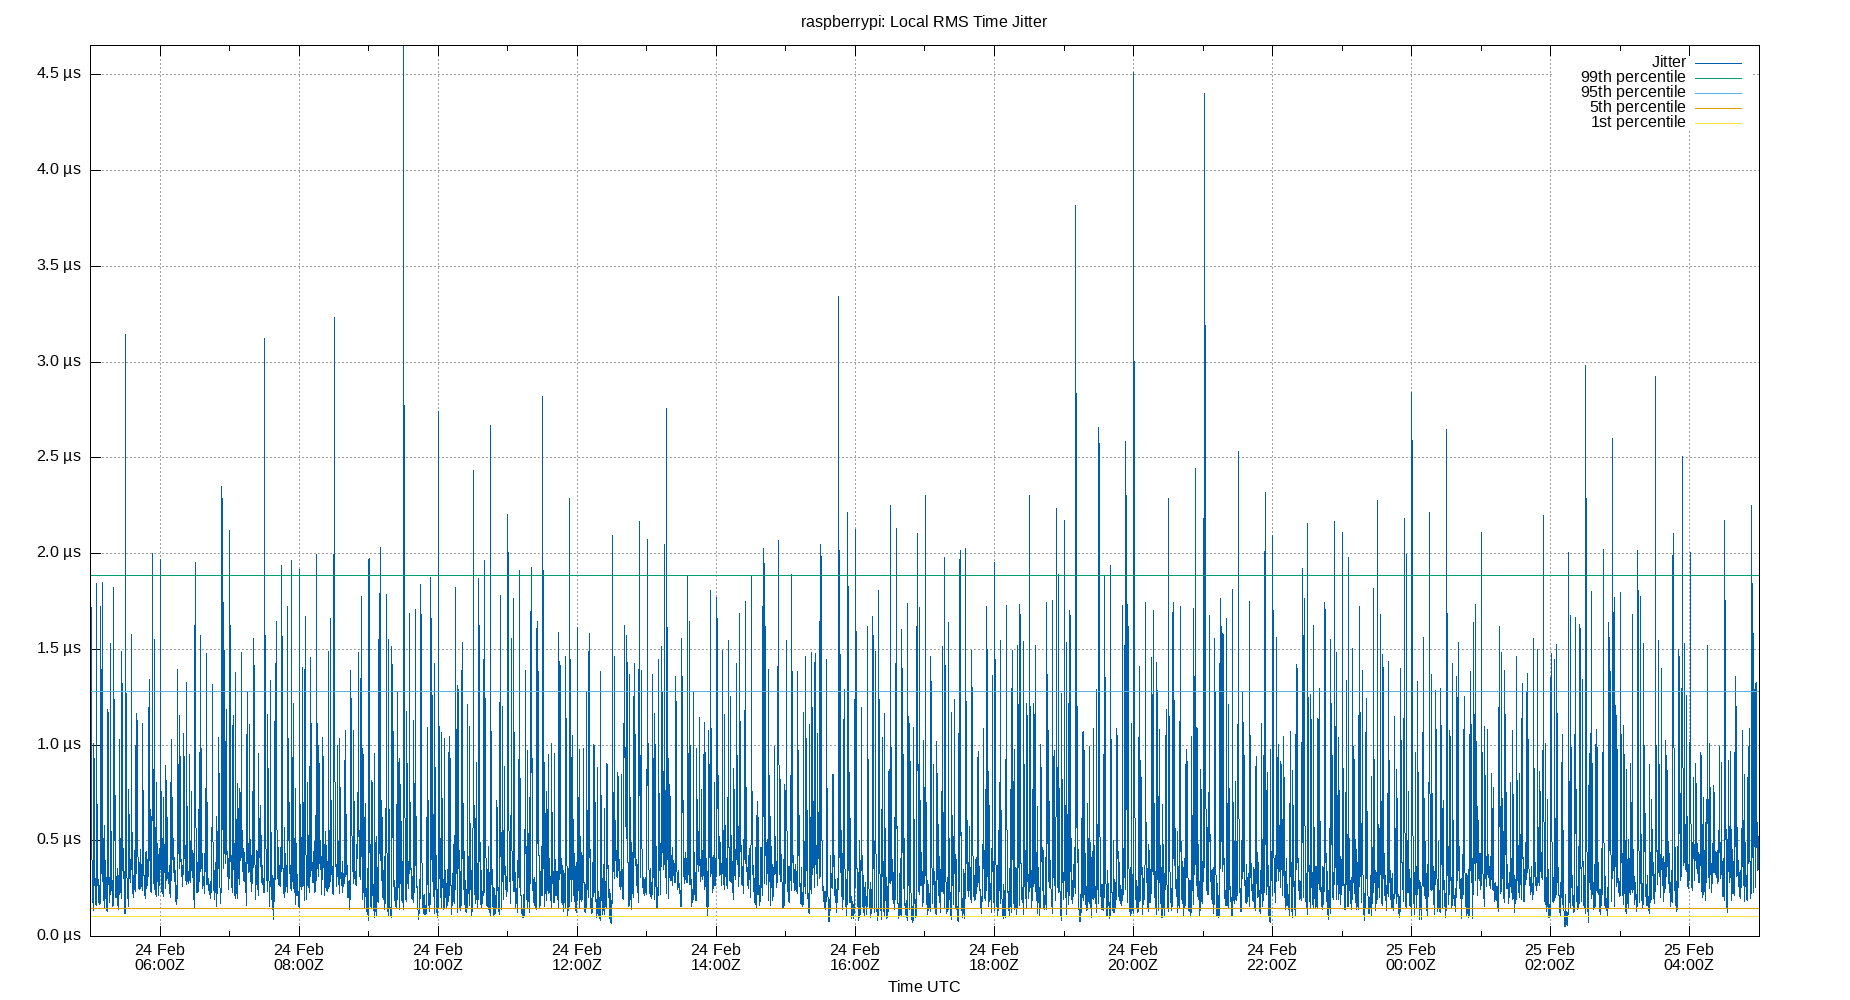 raspberrypi: Local RMS Time Jitter
Jitter
99th percentile
95th percentile
5th percentile
1st percentile
4.5 µs
4.0 µs
3.5 µs
3.0 µs
2.5 µs
2.0 µs
1.5 µs
1.0 µs
0.5 µs
0.0 µs
24 Feb 24 Feb 24 Feb 24 Feb 24 Feb 24 Feb 24 Feb 24 Feb 24 Feb 25 Feb 25 Feb 25 Feb
06:00Z 08:00Z 10:00Z 12:00Z 14:00Z 16:00Z 18:00Z 20:00Z 22:00Z 00:00Z 02:00Z 04:00Z
Time UTC